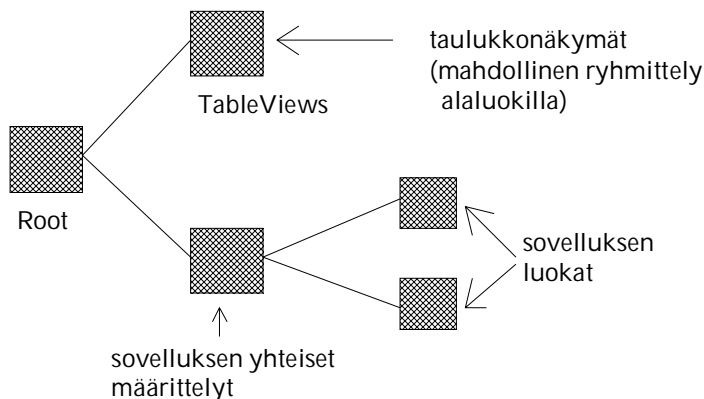 taulukkonäkymät
(mahdollinen ryhmittely
alaluokilla)
TableViews
Root
sovelluksen
luokat
sovelluksen yhteiset
määrittelyt